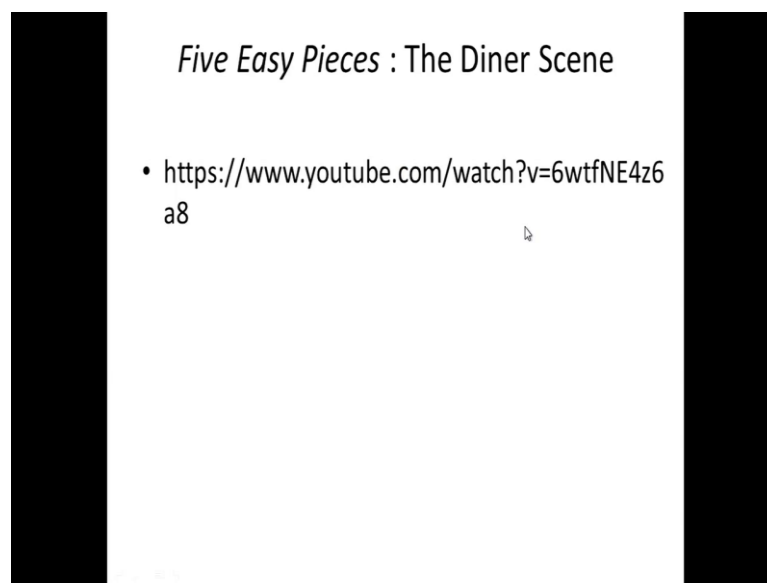 Five Easy Pieces : The Diner Scene
• https://www.youtube.com/watch?v=6wtfNE4z6
a8